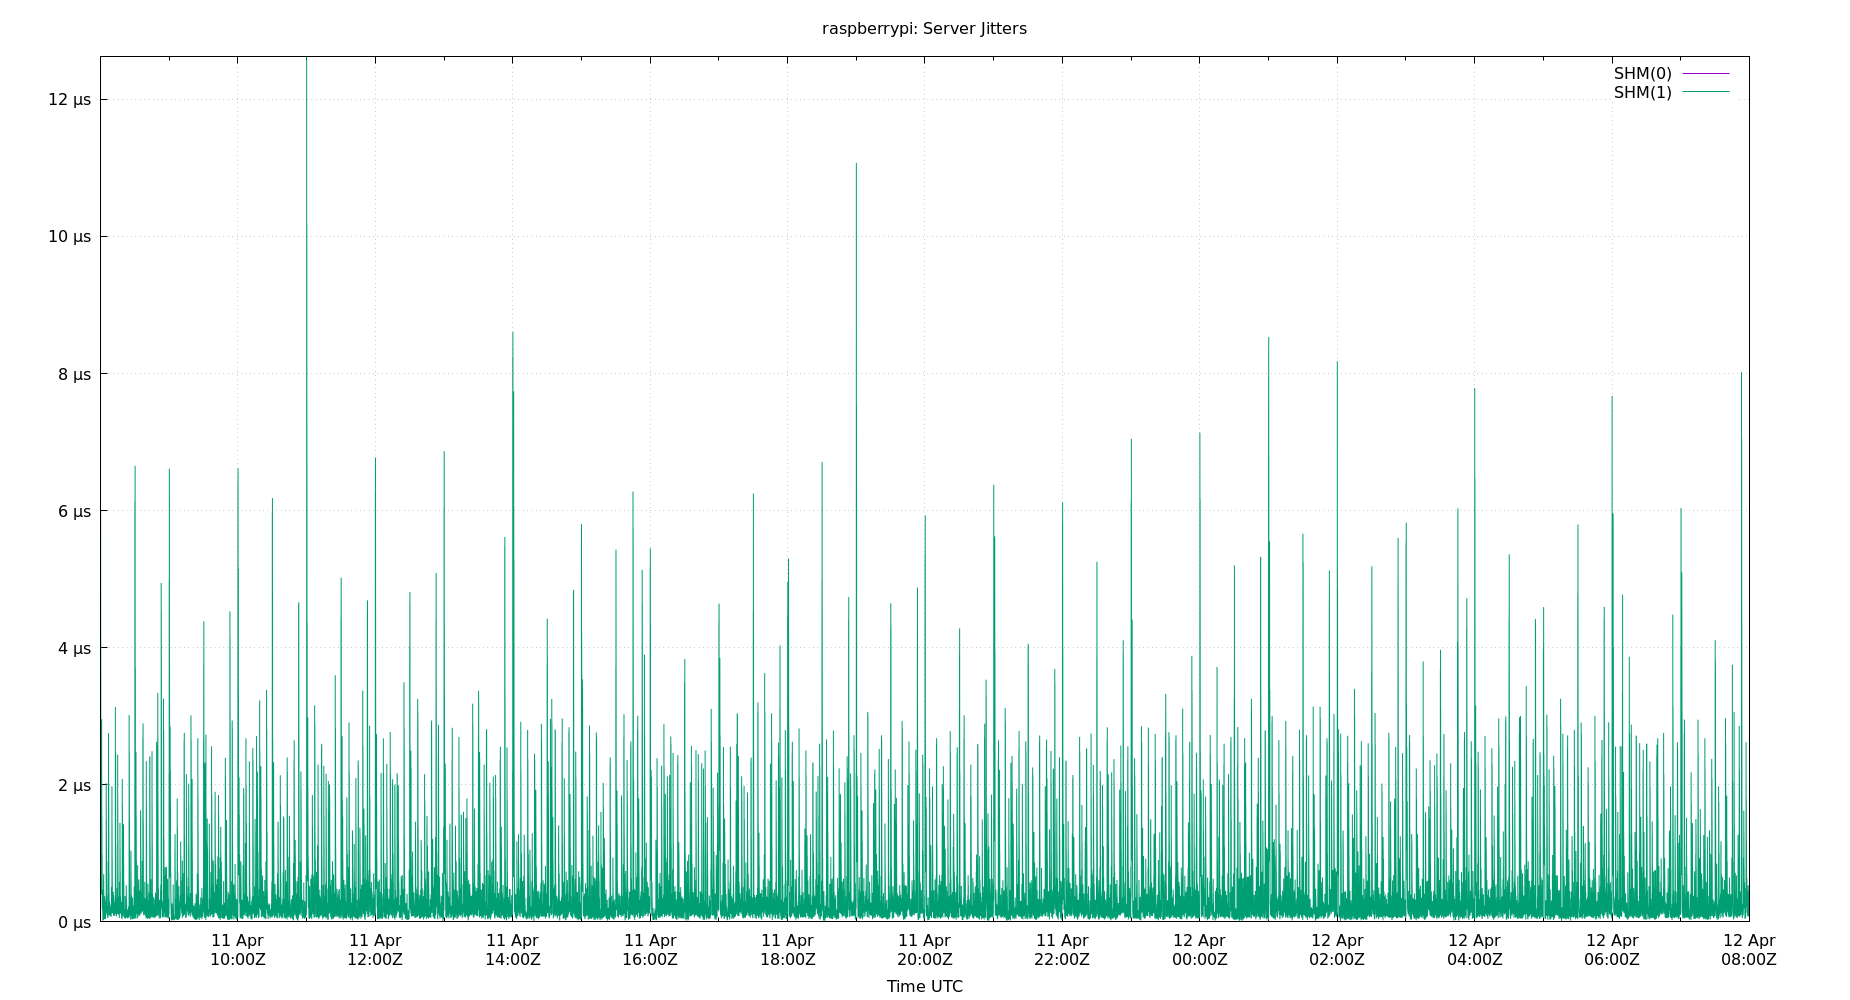 raspberrypi: Server Jitters
SHM(0)
SHM(1)
12 µs
10 µs
8 µs
6 µs
4 µs
2 µs
0 µs
11 Apr 10:00Z
11 Apr 12:00Z
11 Apr 14:00Z
11 Apr 16:00Z
11 Apr 18:00Z
11 Apr 20:00Z
11 Apr 22:00Z
12 Apr 00:00Z
12 Apr 02:00Z
12 Apr 04:00Z
12 Apr 06:00Z
12 Apr 08:00Z
Time UTC